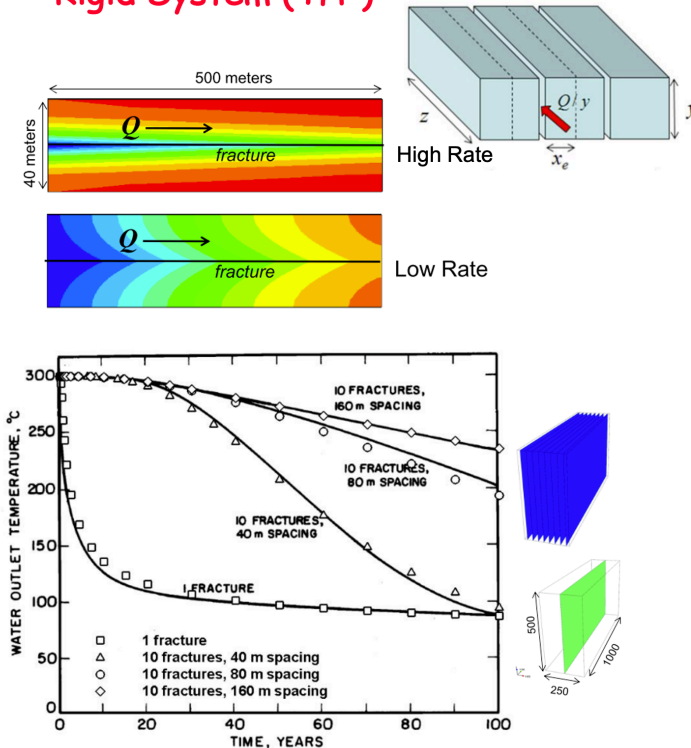 Rigid System (TH )
500 meters
40 meters
Q
fracture
High Rate
Q / y
z
y
xe
Q
fracture
Low Rate
WATER OUTLET TEMPERATURE, °C
300
250
200
150
100
50
0
10 FRACTURES,
160 m SPACING
10 FRACTURES,
80 m SPACING
10 FRACTURES,
40 m SPACING
1 FRACTURE
1 fracture
10 fractures, 40 m spacing
10 fractures, 80 m spacing
10 fractures, 160 m spacing
0 20 40 60 80 100
TIME, YEARS
500
250
1000